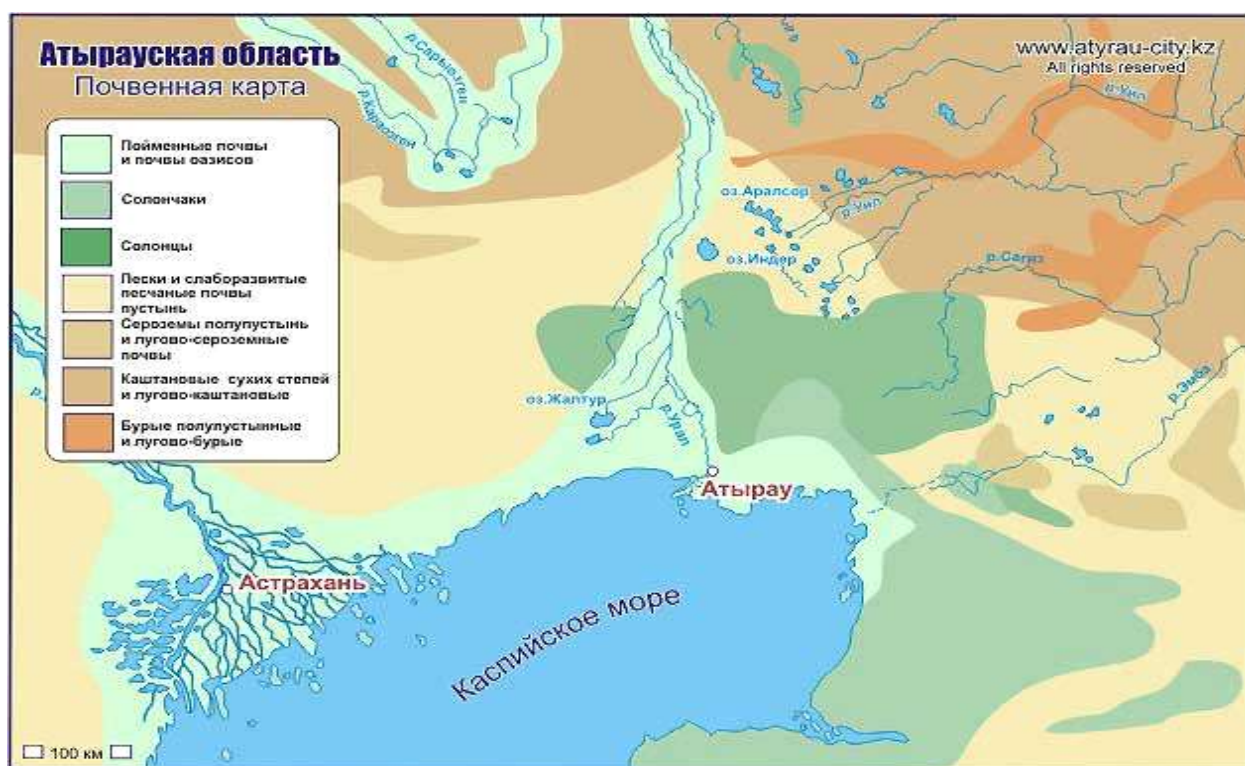 Атырауская область
Почвенная карта
www.atyrau-city.kz
All rights reserved
Пойменные почвы
и почвы оазисов
Солончаки
Солонцы
Пески и слаборазвитые
песчаные почвы
пустынь
Сероземы полупустынь
и лугово-сероземные
почвы
Каштановые сухих степей
и лугово-каштановые
Бурые полупустынные
и лугово-бурые
р.Сарыозген
р.Караозген
р.Уил
оз.Аралсор
р.Уил
оз.Индер
р.Сагиз
р.Эмба
оз.Жалтур
р.Урал
Атырау
Астрахань
Каспийское море
100 км